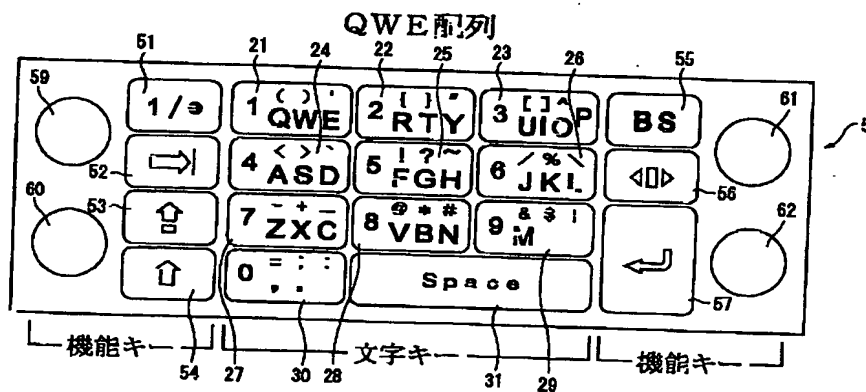 QWE配列
51 21 24 22 25 23 26 55
59 61 5
1/a 1 ( ) ' QWE 2 { } " RTY 3 [ ] ^ UIOP BS
52 4 < > ` ASD 5 ! ? ~ FGH 6 / % \ JKL 56
53 60 62
7 - + _ ZXC 8 @ * # VBN 9 & $ | M
0 = ; : , . Space 57
54 27 30 28 31 29
機能キー 文字キー 機能キー